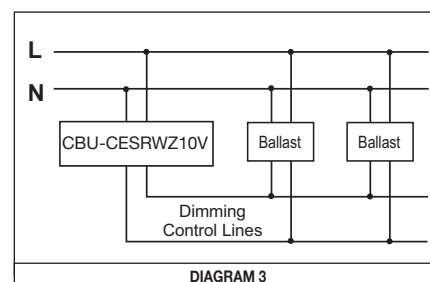 L
N
CBU-CESRWZ10V
Ballast
Ballast
Dimming
Control Lines
DIAGRAM 3